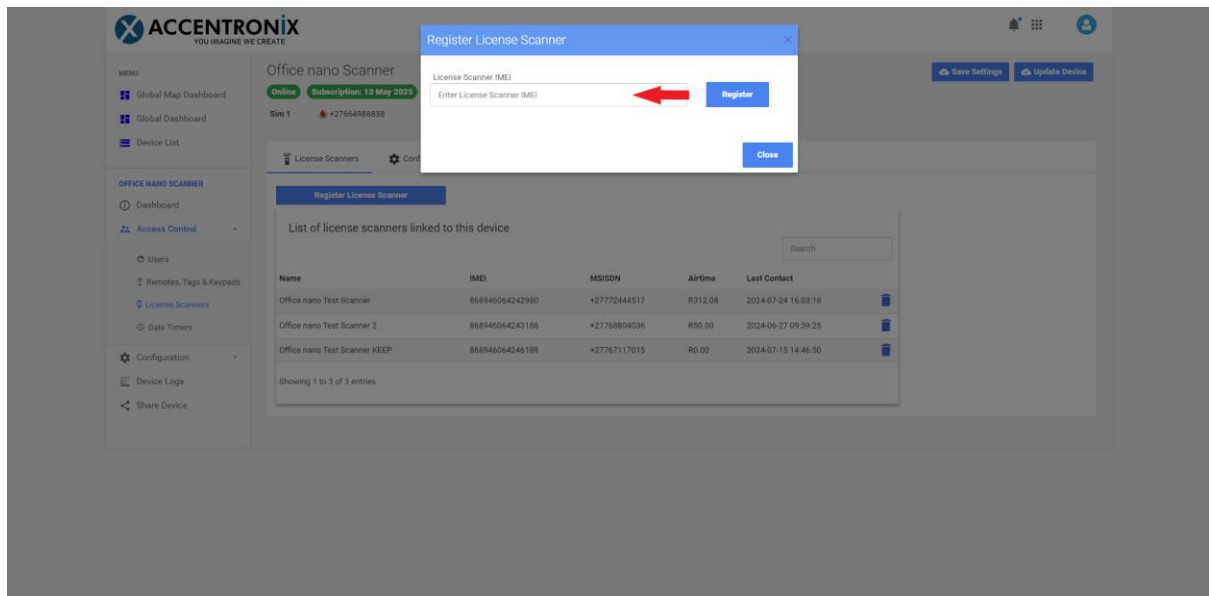 ACCENTRONIX
YOU IMAGINE WE CREATE
MENU
Global Map Dashboard
Global Dashboard
Device List
OFFICE NANO SCANNER
Dashboard
Access Control
Users
Remotes, Tags & Keypads
License Scanners
Date Timers
Configuration
Device Logs
Share Device
Office nano Scanner
Online Subscription: 13 May 2025
Sim 1 +27664986838
Save Settings Update Device
Register License Scanner ×
License Scanner IMEI
Enter License Scanner IMEI Register
Close
License Scanners Conf
Register License Scanner
List of license scanners linked to this device
Search
Name IMEI MSISDN Airtime Last Contact
Office nano Test Scanner 868946064242980 +27772444517 R312.08 2024-07-24 16:03:18
Office nano Test Scanner 2 868946064243186 +27768804036 R50.00 2024-06-27 09:39:25
Office nano Test Scanner KEEP 868946064246189 +27767117015 R0.00 2024-07-15 14:46:50
Showing 1 to 3 of 3 entries